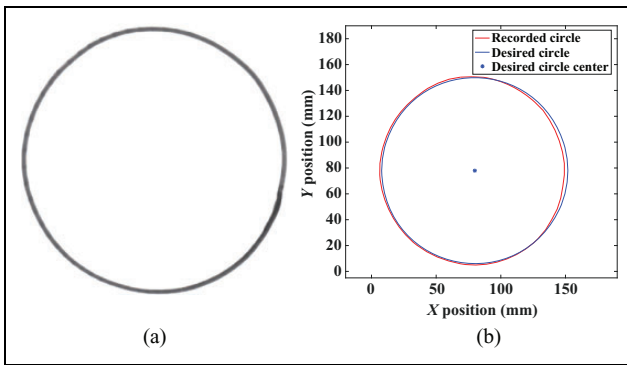 180
160
140
120
100
80
60
40
20
0
Y position (mm)
Recorded circle
Desired circle
Desired circle center
0 50 100 150
X position (mm)
(a) (b)